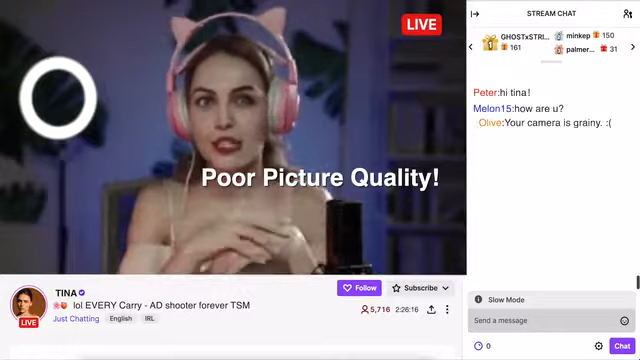 LIVE
Poor Picture Quality!
LIVE
TINA
lol EVERY Carry - AD shooter forever TSM
Just Chatting English IRL
Follow
Subscribe
5,716 2:26:16
STREAM CHAT
GHOSTxSTRI... 161
minkep 150
palmer... 31
Peter:hi tina!
Melon15:how are u?
Olive:Your camera is grainy. :(
Slow Mode
Send a message
0
Chat